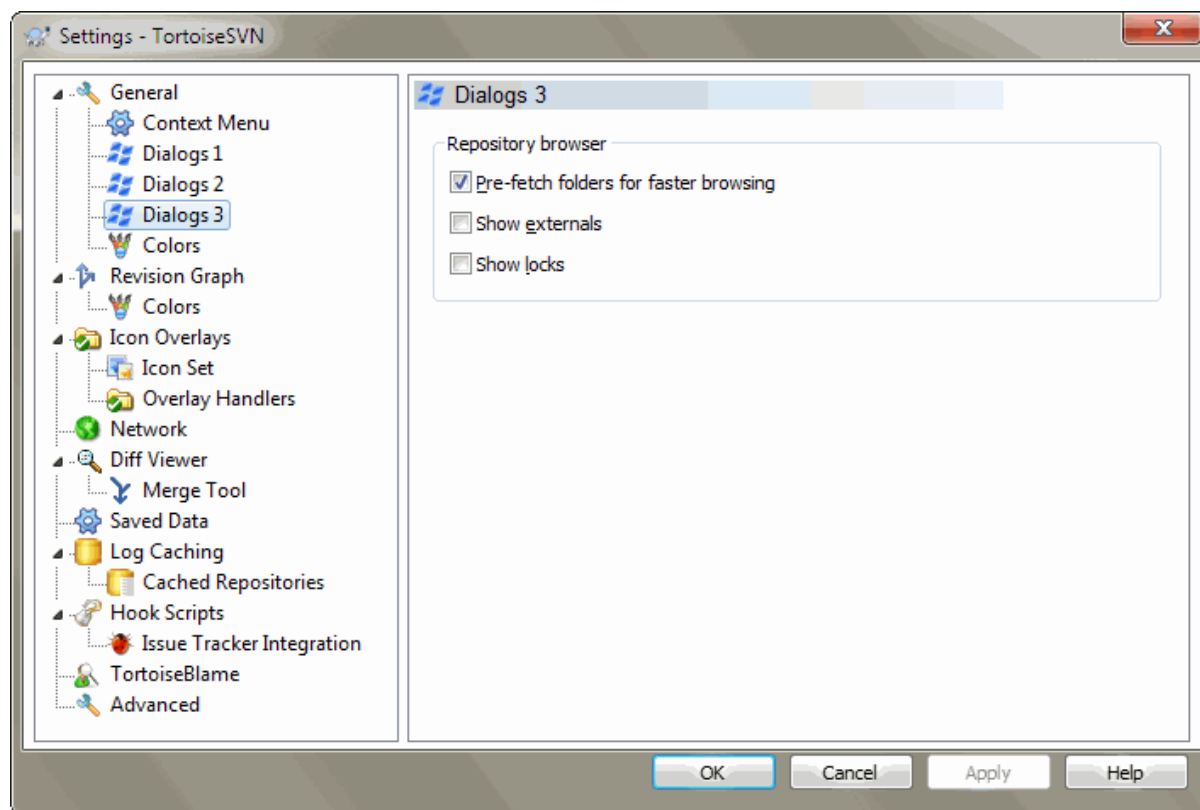 Settings - TortoiseSVN
General
Context Menu
Dialogs 1
Dialogs 2
Dialogs 3
Colors
Revision Graph
Colors
Icon Overlays
Icon Set
Overlay Handlers
Network
Diff Viewer
Merge Tool
Saved Data
Log Caching
Cached Repositories
Hook Scripts
Issue Tracker Integration
TortoiseBlame
Advanced
Dialogs 3
Repository browser
Pre-fetch folders for faster browsing
Show externals
Show locks
OK Cancel Apply Help